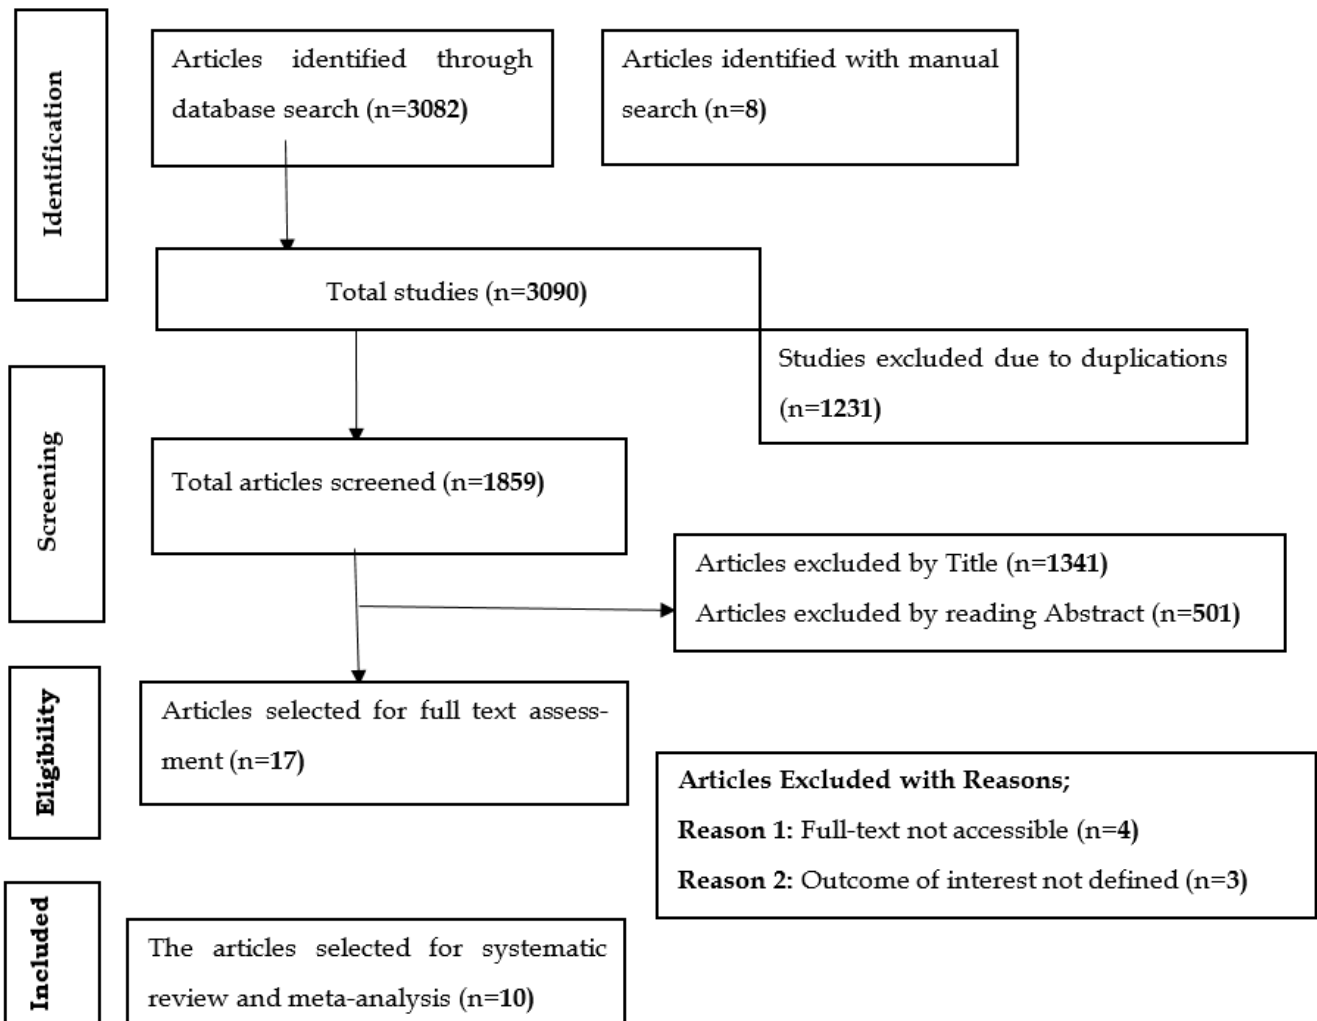 Identification
Articles identified through
database search (n=3082)
Articles identified with manual
search (n=8)
Total studies (n=3090)
Studies excluded due to duplications
(n=1231)
Screening
Total articles screened (n=1859)
Articles excluded by Title (n=1341)
Articles excluded by reading Abstract (n=501)
Eligibility
Articles selected for full text assess-
ment (n=17)
Articles Excluded with Reasons;
Reason 1: Full-text not accessible (n=4)
Reason 2: Outcome of interest not defined (n=3)
Included
The articles selected for systematic
review and meta-analysis (n=10)